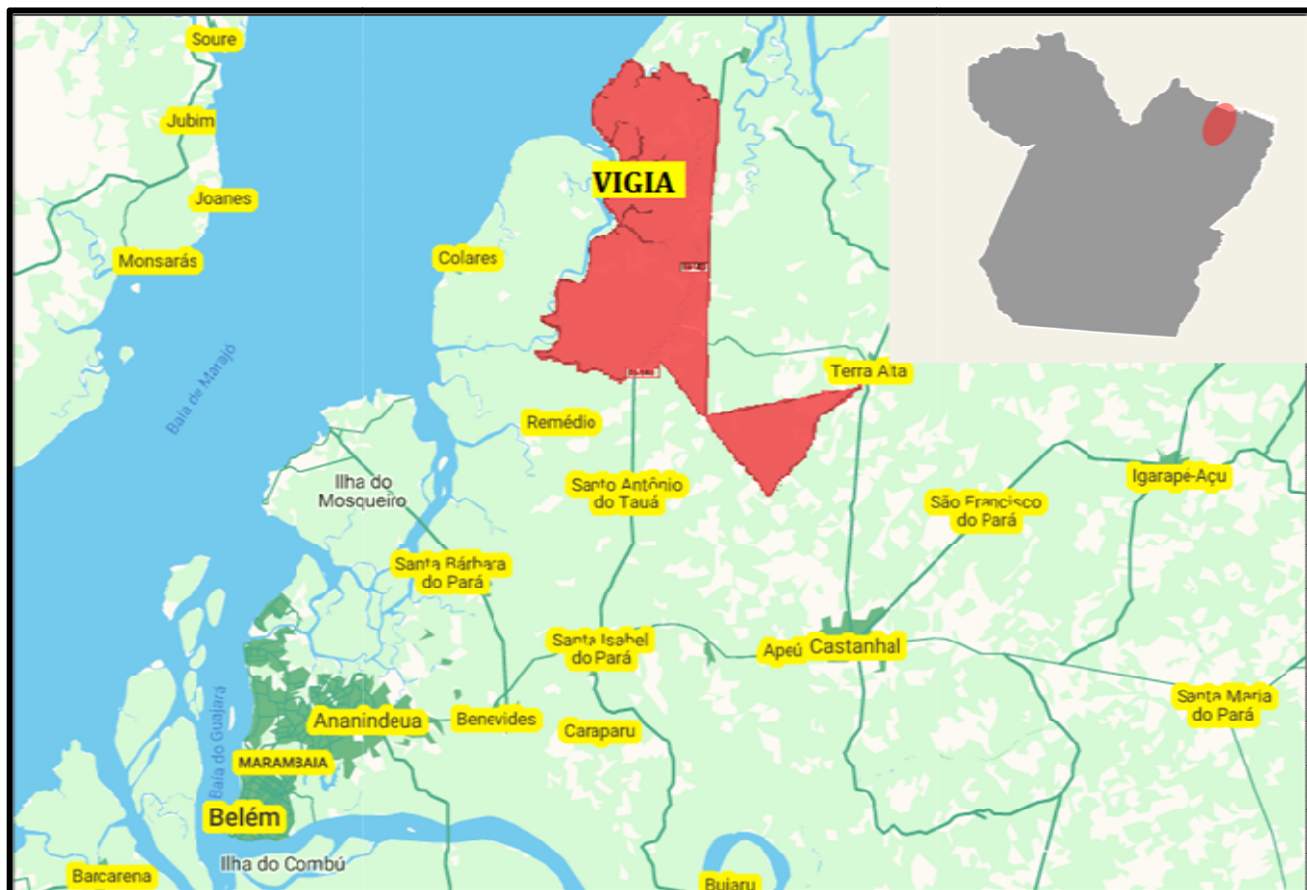 Soure
Jubim
VIGIA
Joanes
Monsarás
Colares
Baía de Marajó
Terra Alta
Remédio
Ilha do
Mosqueiro
Santo Antônio
do Tauá
Igarapé-Açu
São Francisco
do Pará
Santa Bárbara
do Pará
Santa Isabel
do Pará
Apeú
Castanhal
Baía do Guajará
Ananindeua
Benevides
Caraparu
Santa Maria
do Pará
MARAMBAIA
Belém
Ilha do Combú
Barcarena
Bujaru